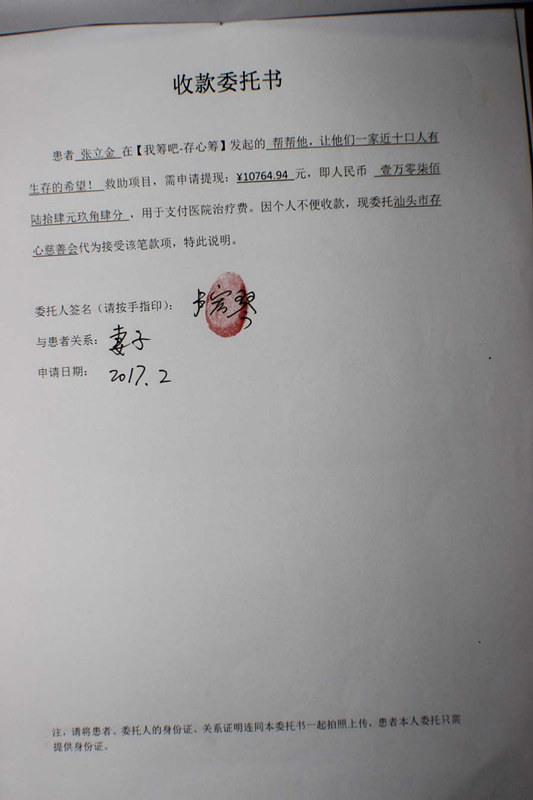 收款委托书
患者 张立金 在【我筹吧-存心筹】发起的 帮帮他，让他们一家近十口人有
生存的希望！ 救助项目，需申请提现：¥10764.94 元，即人民币 壹万零柒佰
陆拾肆元玖角肆分 ，用于支付医院治疗费。因个人不便收款，现委托汕头市存
心慈善会代为接受该笔款项，特此说明。
委托人签名（请按手指印）：
与患者关系： 妻子
申请日期： 2017.2
注，请将患者、委托人的身份证、关系证明连同本委托书一起拍照上传，患者本人委托只需
提供身份证。